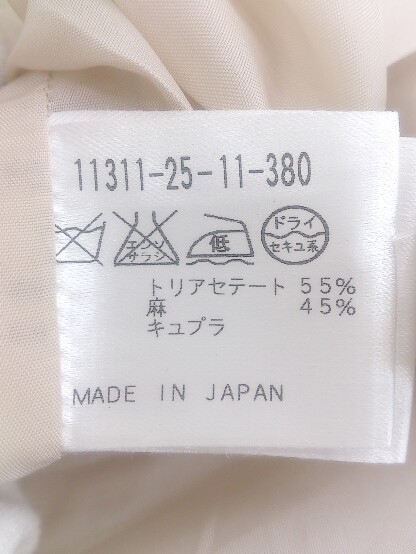 11311-25-11-380
エンソ
サラシ
低
ドライ
セキユ系
トリアセテート 55%
麻 45%
キュプラ
MADE IN JAPAN